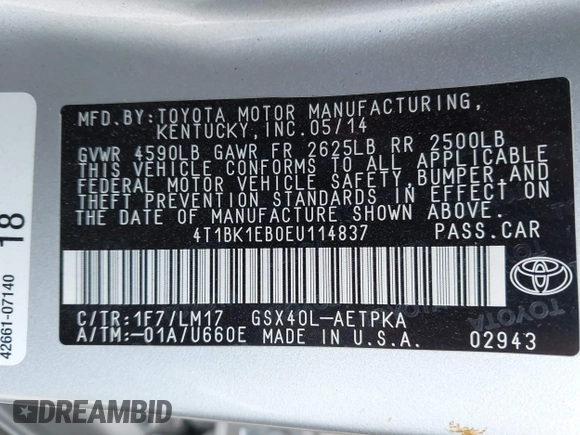 MFD.BY:TOYOTA MOTOR MANUFACTURING,
KENTUCKY, INC. 05/14
GVWR 4590LB GAWR FR 2625LB RR 2500LB
THIS VEHICLE CONFORMS TO ALL APPLICABLE
FEDERAL MOTOR VEHICLE SAFETY, BUMPER, AND
THEFT PREVENTION STANDARDS IN EFFECT ON
THE DATE OF MANUFACTURE SHOWN ABOVE.
4T1BK1EB0EU114837 PASS.CAR
C/TR:1F7/LM17 GSX40L-AETPKA
A/TM:-01A/U660E MADE IN U.S.A. 02943
TOYOTA
18
42661-07140
DREAMBID